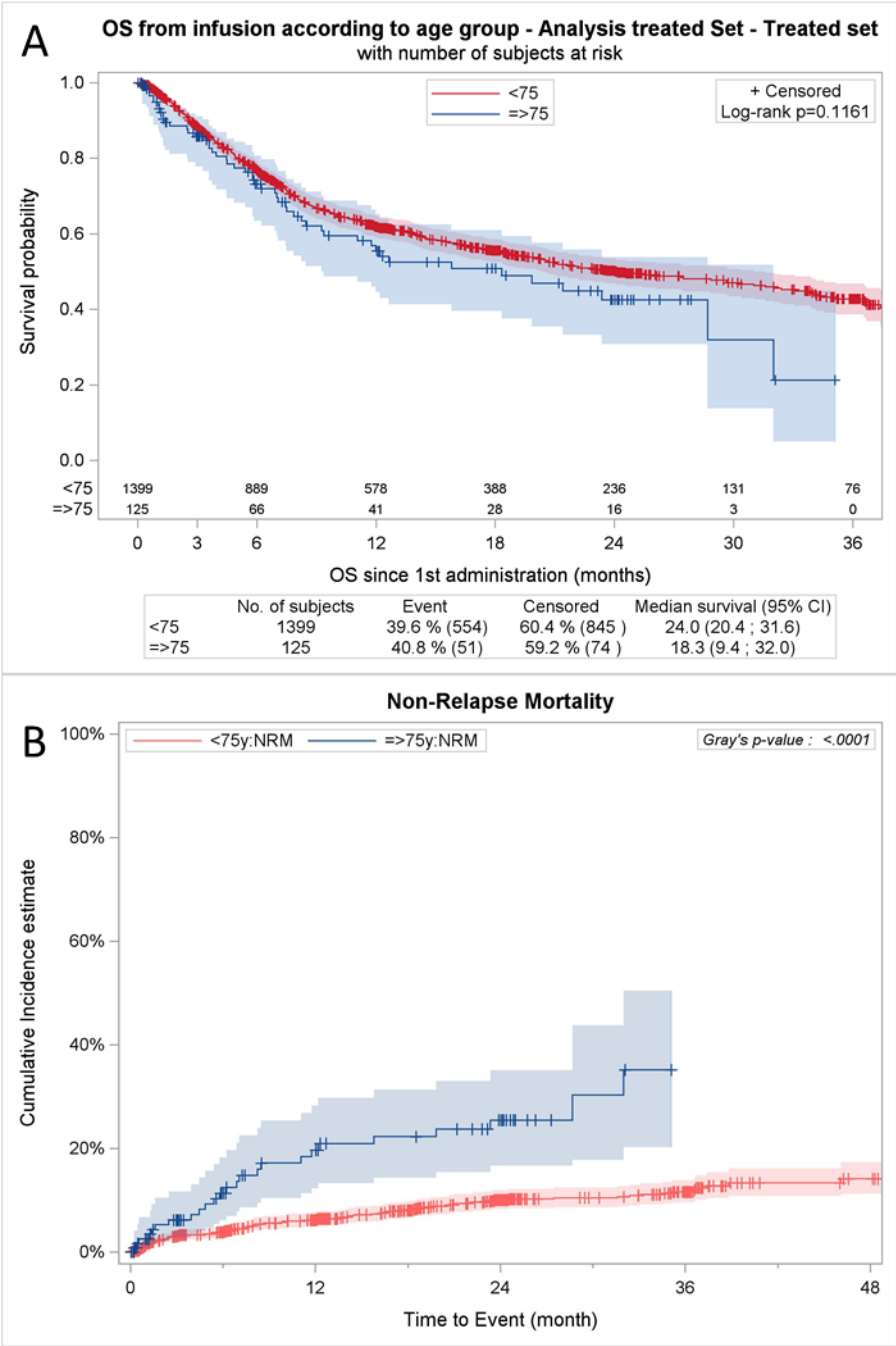 A
OS from infusion according to age group - Analysis treated Set - Treated set
with number of subjects at risk
<75
=>75
+ Censored
Log-rank p=0.1161
Survival probability
1.0
0.8
0.6
0.4
0.2
0.0
<75 1399 889 578 388 236 131 76
=>75 125 66 41 28 16 3 0
0 3 6 12 18 24 30 36
OS since 1st administration (months)
No. of subjects Event Censored Median survival (95% CI)
<75 1399 39.6 % (554) 60.4 % (845 ) 24.0 (20.4 ; 31.6)
=>75 125 40.8 % (51) 59.2 % (74 ) 18.3 (9.4 ; 32.0)
B
Non-Relapse Mortality
<75y:NRM =>75y:NRM
Gray's p-value : <.0001
Cumulative Incidence estimate
100%
80%
60%
40%
20%
0%
0 12 24 36 48
Time to Event (month)